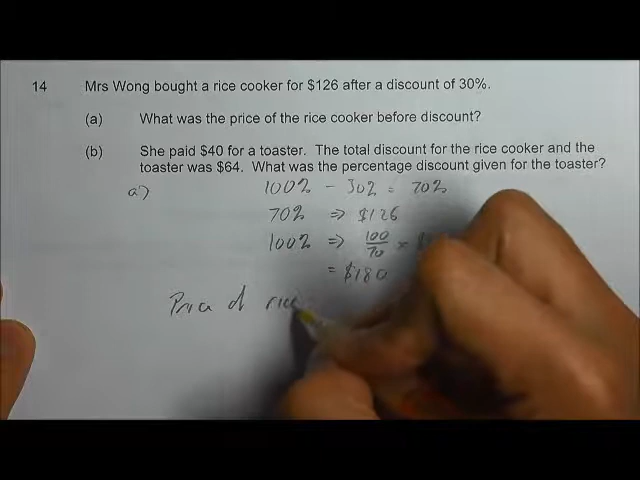 14 Mrs Wong bought a rice cooker for $126 after a discount of 30%.
(a) What was the price of the rice cooker before discount?
(b) She paid $40 for a toaster. The total discount for the rice cooker and the
toaster was $64. What was the percentage discount given for the toaster?
a) 100% - 30% = 70%
70% ⇒ $126
100% ⇒ 100/70 × $
= $180
Price of rice